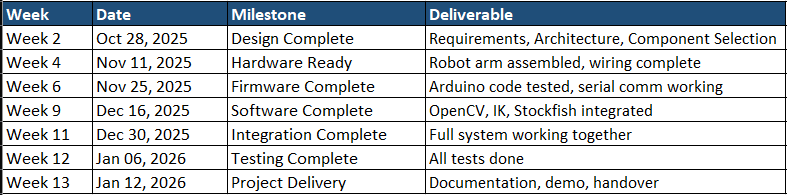 Week Date Milestone Deliverable
Week 2 Oct 28, 2025 Design Complete Requirements, Architecture, Component Selection
Week 4 Nov 11, 2025 Hardware Ready Robot arm assembled, wiring complete
Week 6 Nov 25, 2025 Firmware Complete Arduino code tested, serial comm working
Week 9 Dec 16, 2025 Software Complete OpenCV, IK, Stockfish integrated
Week 11 Dec 30, 2025 Integration Complete Full system working together
Week 12 Jan 06, 2026 Testing Complete All tests done
Week 13 Jan 12, 2026 Project Delivery Documentation, demo, handover